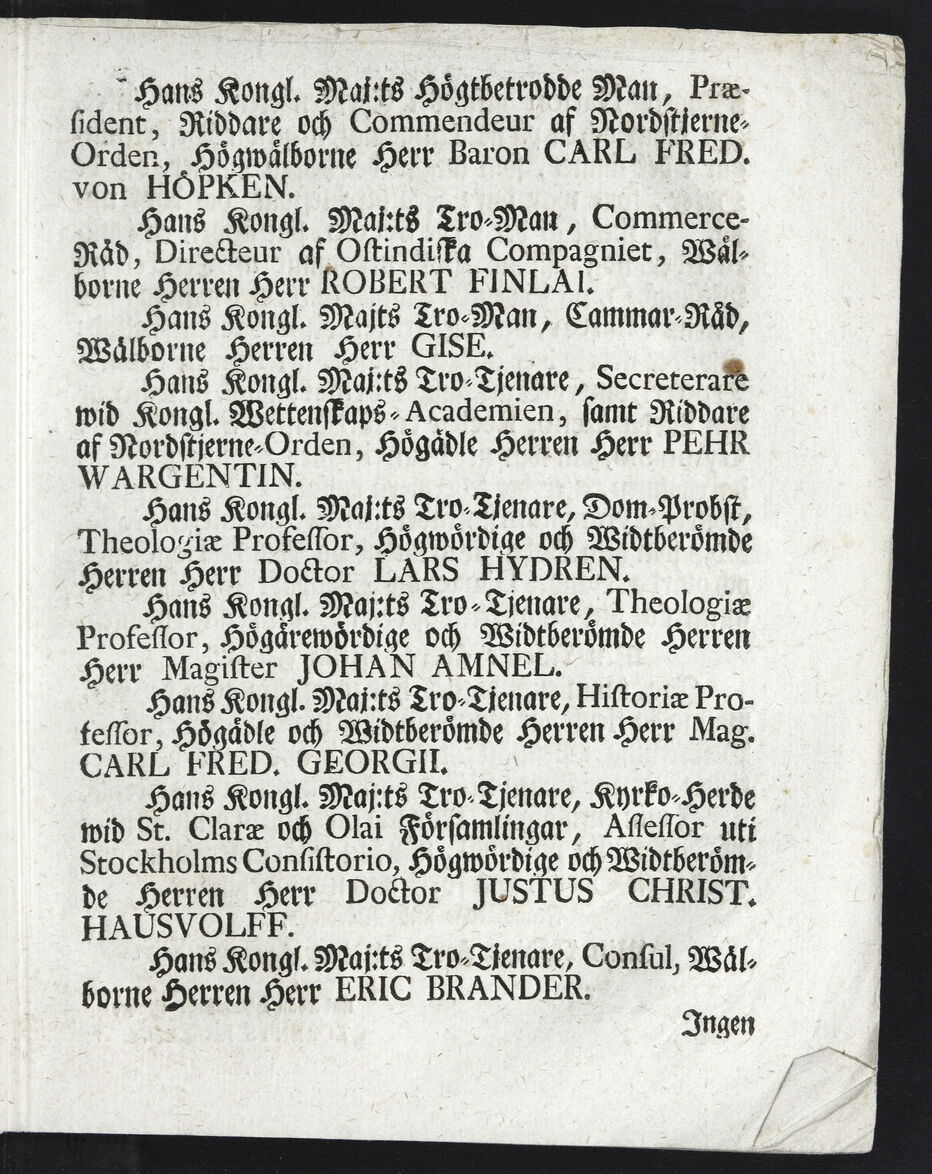 Hans Kongl. Maj:ts Högtbetrodde Man, Præ-
sident, Riddare och Commendeur af Nordstjerne-
Orden, Högwälborne Herr Baron CARL FRED.
von HÖPKEN.
Hans Kongl. Maj:ts Tro-Man, Commerce-
Råd, Directeur af Ostindiska Compagniet, Wäl-
borne Herren Herr ROBERT FINLAI.
Hans Kongl. Majts Tro-Man, Cammar-Råd,
Wälborne Herren Herr GISE.
Hans Kongl. Maj:ts Tro-Tjenare, Secreterare
wid Kongl. Wettenskaps-Academien, samt Riddare
af Nordstjerne-Orden, Högädle Herren Herr PEHR
WARGENTIN.
Hans Kongl. Maj:ts Tro-Tjenare, Dom-Probst,
Theologiæ Professor, Högwördige och Widtberömde
Herren Herr Doctor LARS HYDREN.
Hans Kongl. Maj:ts Tro-Tjenare, Theologiæ
Professor, Högärewördige och Widtberömde Herren
Herr Magister JOHAN AMNEL.
Hans Kongl. Maj:ts Tro-Tjenare, Historiæ Pro-
fessor, Högädle och Widtberömde Herren Herr Mag.
CARL FRED. GEORGII.
Hans Kongl. Maj:ts Tro-Tjenare, Kyrko-Herde
wid St. Claræ och Olai Församlingar, Assessor uti
Stockholms Consistorio, Högwördige och Widtberöm-
de Herren Herr Doctor JUSTUS CHRIST.
HAUSVOLFF.
Hans Kongl. Maj:ts Tro-Tjenare, Consul, Wäl-
borne Herren Herr ERIC BRANDER.
Ingen